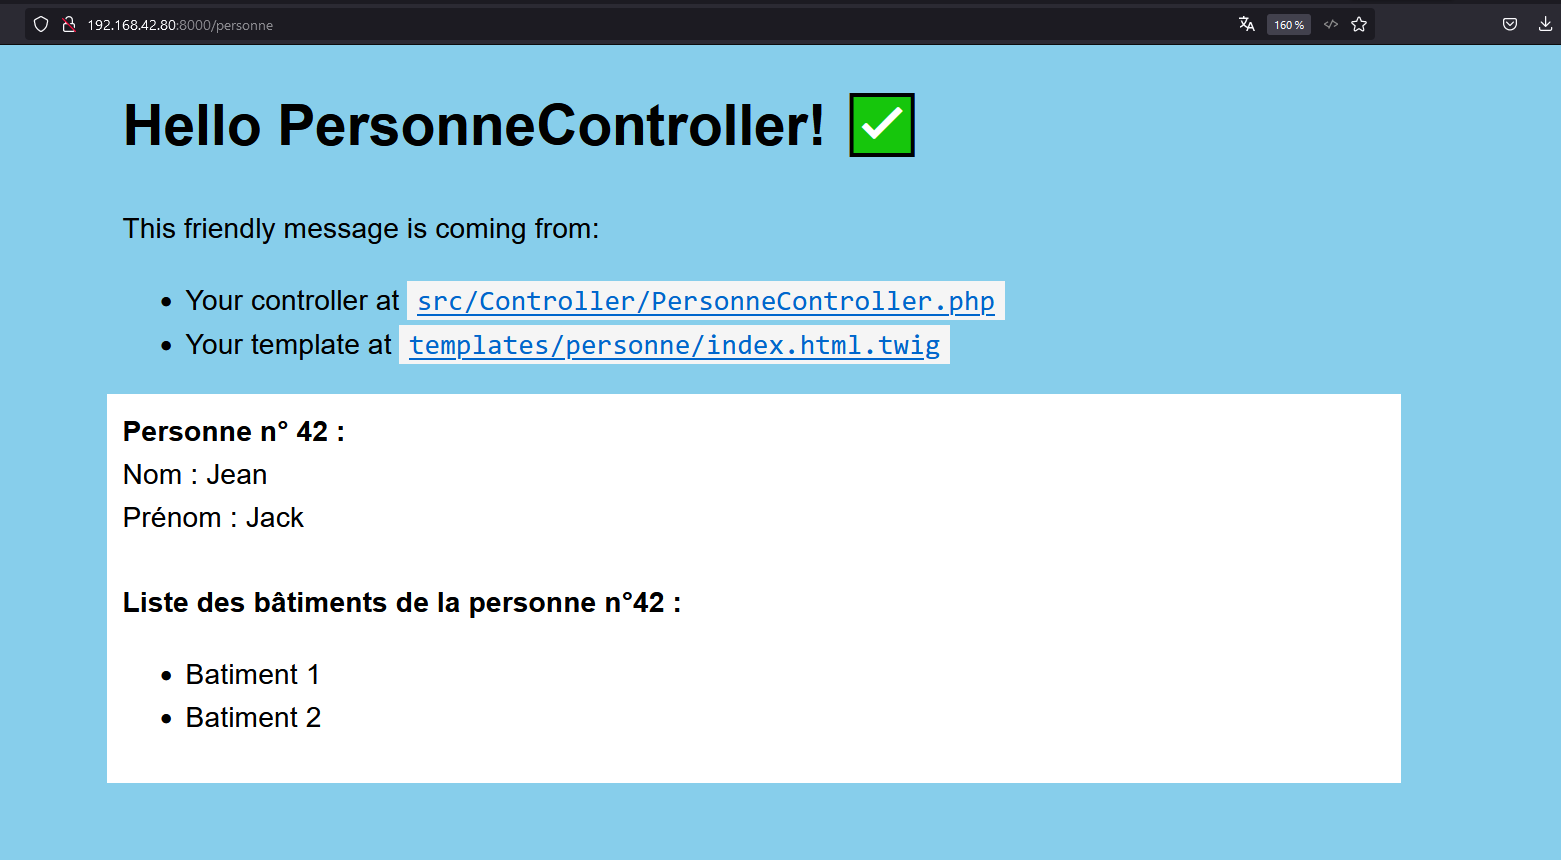 192.168.42.80:8000/personne
160 %
Hello PersonneController! ✅
This friendly message is coming from:
• Your controller at src/Controller/PersonneController.php
• Your template at templates/personne/index.html.twig
Personne n° 42 :
Nom : Jean
Prénom : Jack
Liste des bâtiments de la personne n°42 :
• Batiment 1
• Batiment 2